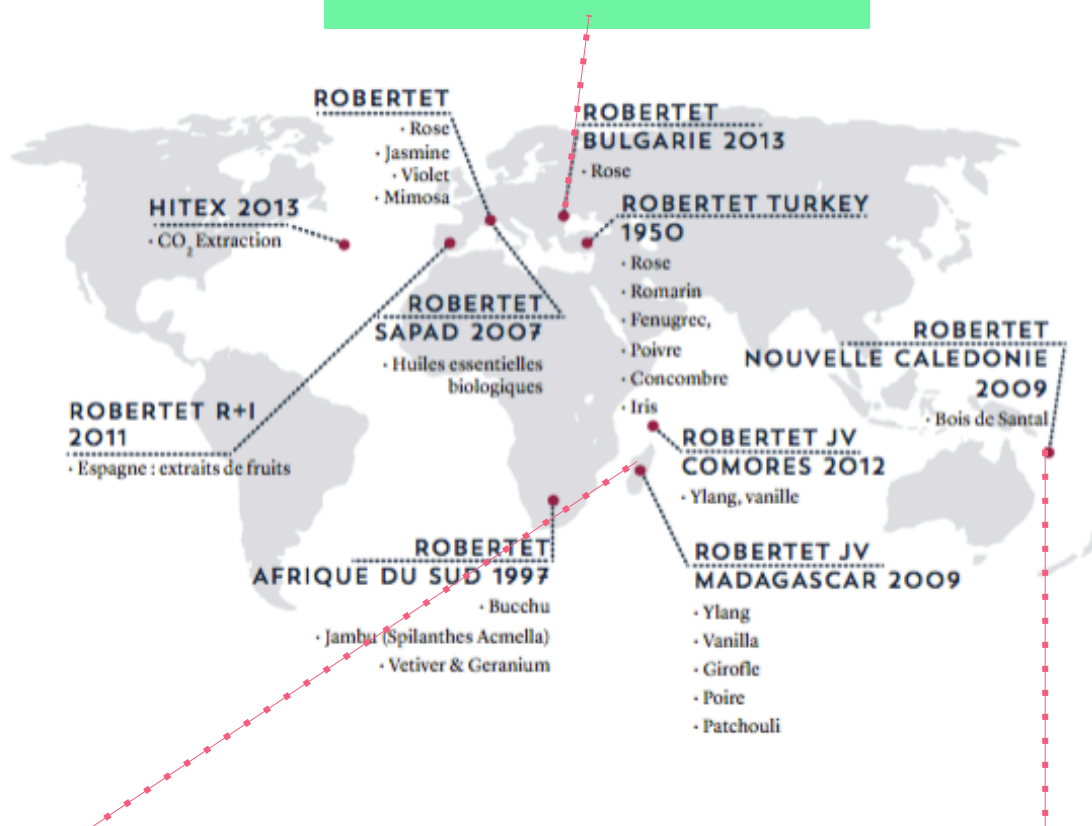 ROBERTET
· Rose
· Jasmine
· Violet
· Mimosa
ROBERTET
BULGARIE 2013
· Rose
HITEX 2013
· CO2 Extraction
ROBERTET TURKEY
1950
· Rose
· Romarin
· Fenugrec,
· Poivre
· Concombre
· Iris
ROBERTET
SAPAD 2007
· Huiles essentielles
biologiques
ROBERTET
NOUVELLE CALEDONIE
2009
· Bois de Santal
ROBERTET R+I
2011
· Espagne : extraits de fruits
ROBERTET JV
COMORES 2012
· Ylang, vanille
ROBERTET
AFRIQUE DU SUD 1997
· Bucchu
· Jambu (Spilanthes Acmella)
· Vetiver & Geranium
ROBERTET JV
MADAGASCAR 2009
· Ylang
· Vanilla
· Girofle
· Poire
· Patchouli